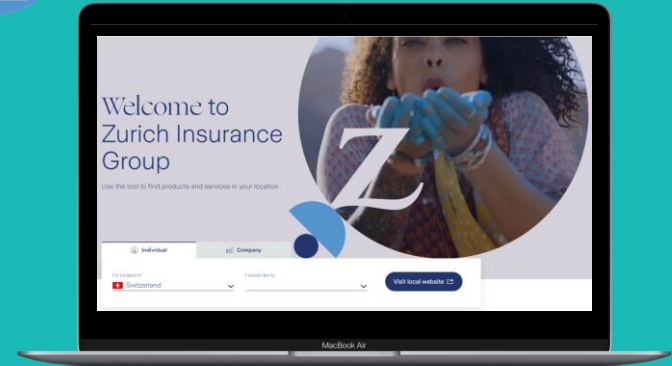 Welcome to
Zurich Insurance
Group
Use the tool to find products and services in your location
Individual
Company
I'm located in
I would like to
Switzerland
Visit local website
Z
MacBook Air